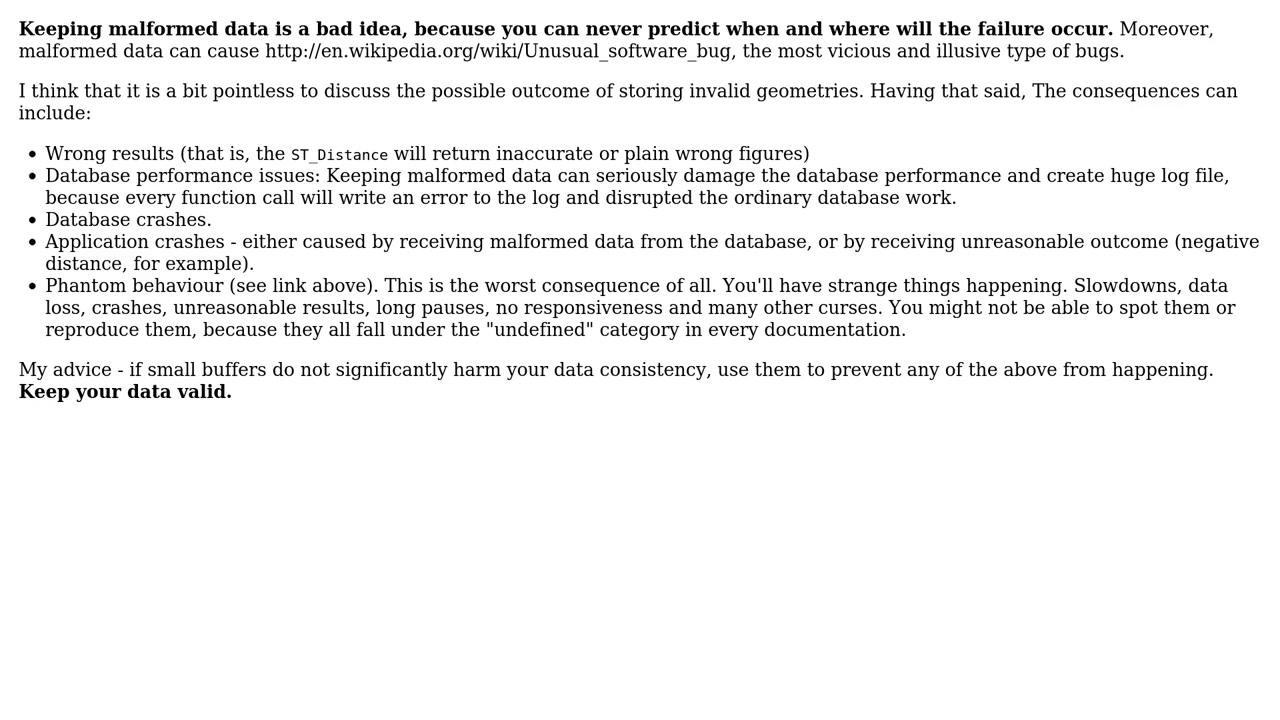 Keeping malformed data is a bad idea, because you can never predict when and where will the failure occur. Moreover,
malformed data can cause http://en.wikipedia.org/wiki/Unusual_software_bug, the most vicious and illusive type of bugs.
I think that it is a bit pointless to discuss the possible outcome of storing invalid geometries. Having that said, The consequences can
include:
• Wrong results (that is, the ST_Distance will return inaccurate or plain wrong figures)
• Database performance issues: Keeping malformed data can seriously damage the database performance and create huge log file,
because every function call will write an error to the log and disrupted the ordinary database work.
• Database crashes.
• Application crashes - either caused by receiving malformed data from the database, or by receiving unreasonable outcome (negative
distance, for example).
• Phantom behaviour (see link above). This is the worst consequence of all. You'll have strange things happening. Slowdowns, data
loss, crashes, unreasonable results, long pauses, no responsiveness and many other curses. You might not be able to spot them or
reproduce them, because they all fall under the "undefined" category in every documentation.
My advice - if small buffers do not significantly harm your data consistency, use them to prevent any of the above from happening.
Keep your data valid.